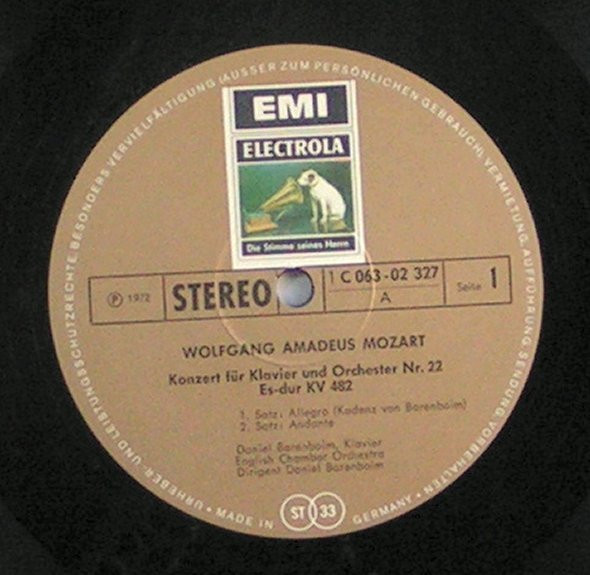 URHEBER- UND LEISTUNGSSCHUTZRECHTE, BESONDERS VERVIELFÄLTIGUNG (AUSSER ZUM PERSÖNLICHEN GEBRAUCH), VERMIETUNG, AUFFÜHRUNG, SENDUNG, VORBEHALTEN
EMI
ELECTROLA
Die Stimme seines Herrn
Ⓟ 1972
STEREO
1 C 063-02 327
A
Seite 1
WOLFGANG AMADEUS MOZART
Konzert für Klavier und Orchester Nr. 22
Es-dur KV 482
1. Satz: Allegro (Kadenz von Barenboim)
2. Satz: Andante
Daniel Barenboim, Klavier
English Chamber Orchestra
Dirigent Daniel Barenboim
• MADE IN
ST 33
GERMANY •